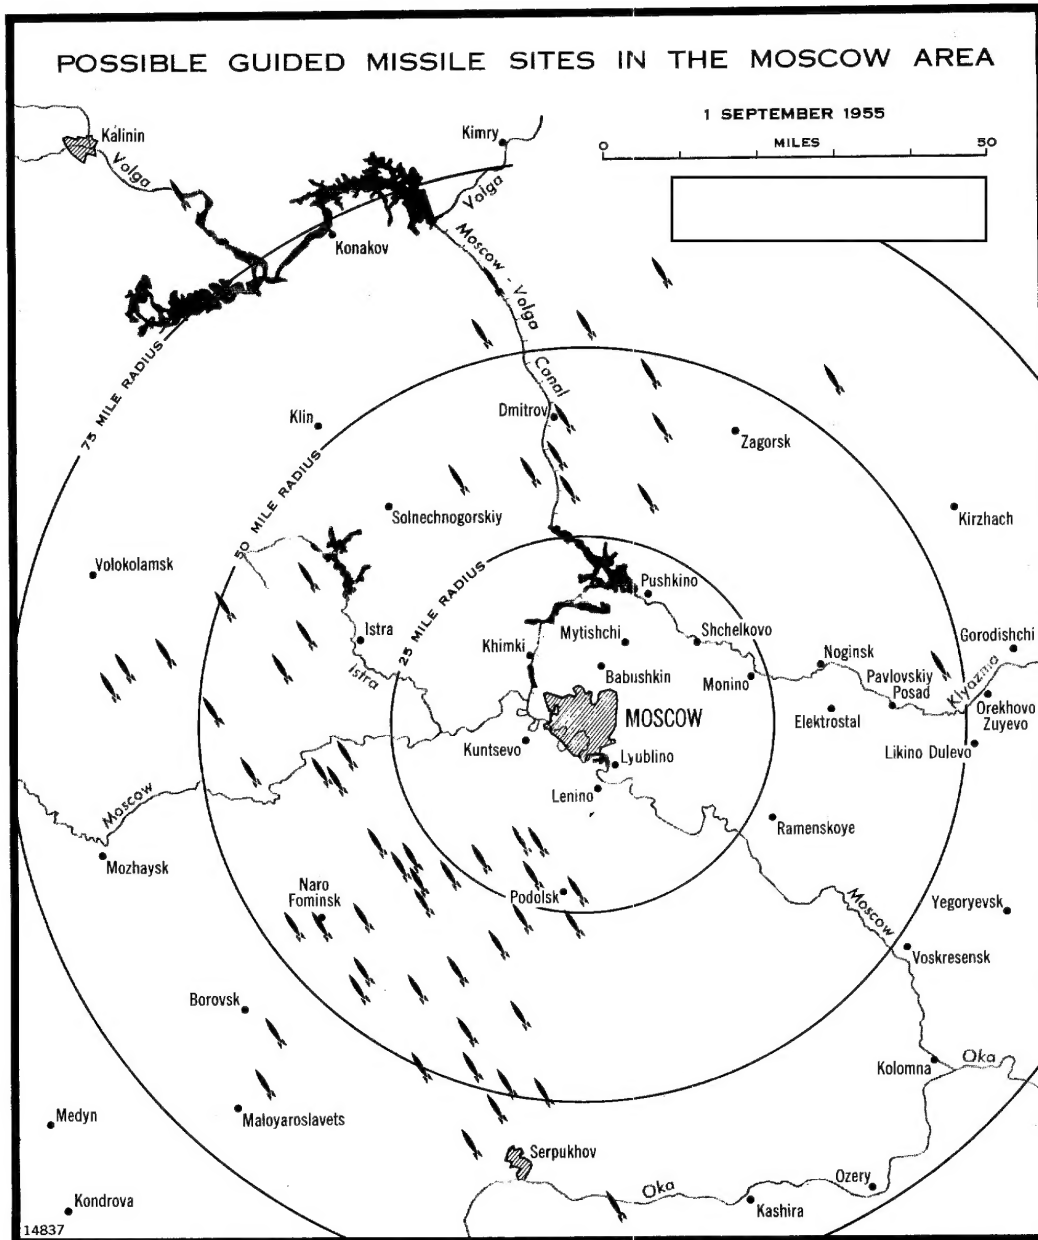 POSSIBLE GUIDED MISSILE SITES IN THE MOSCOW AREA
1 SEPTEMBER 1955
MILES
0
50
Kalinin
Volga
Kimry
Volga
Konakov
Moscow - Volga
Canal
75 MILE RADIUS
Klin
Dmitrov
Zagorsk
50 MILE RADIUS
Solnechnogorskiy
Kirzhach
Volokolamsk
25 MILE RADIUS
Pushkino
Istra
Istra
Khimki
Mytishchi
Shchelkovo
Gorodishchi
Noginsk
Babushkin
Monino
Pavlovskiy
Posad
Klyazma
Orekhovo
Zuyevo
Elektrostal
MOSCOW
Kuntsevo
Likino Dulevo
Lyublino
Lenino
Moscow
Ramenskoye
Mozhaysk
Naro
Fominsk
Podolsk
Moscow
Yegoryevsk
Voskresensk
Borovsk
Kolomna
Oka
Medyn
Maloyaroslavets
Serpukhov
Oka
Ozery
Kashira
Kondrova
14837